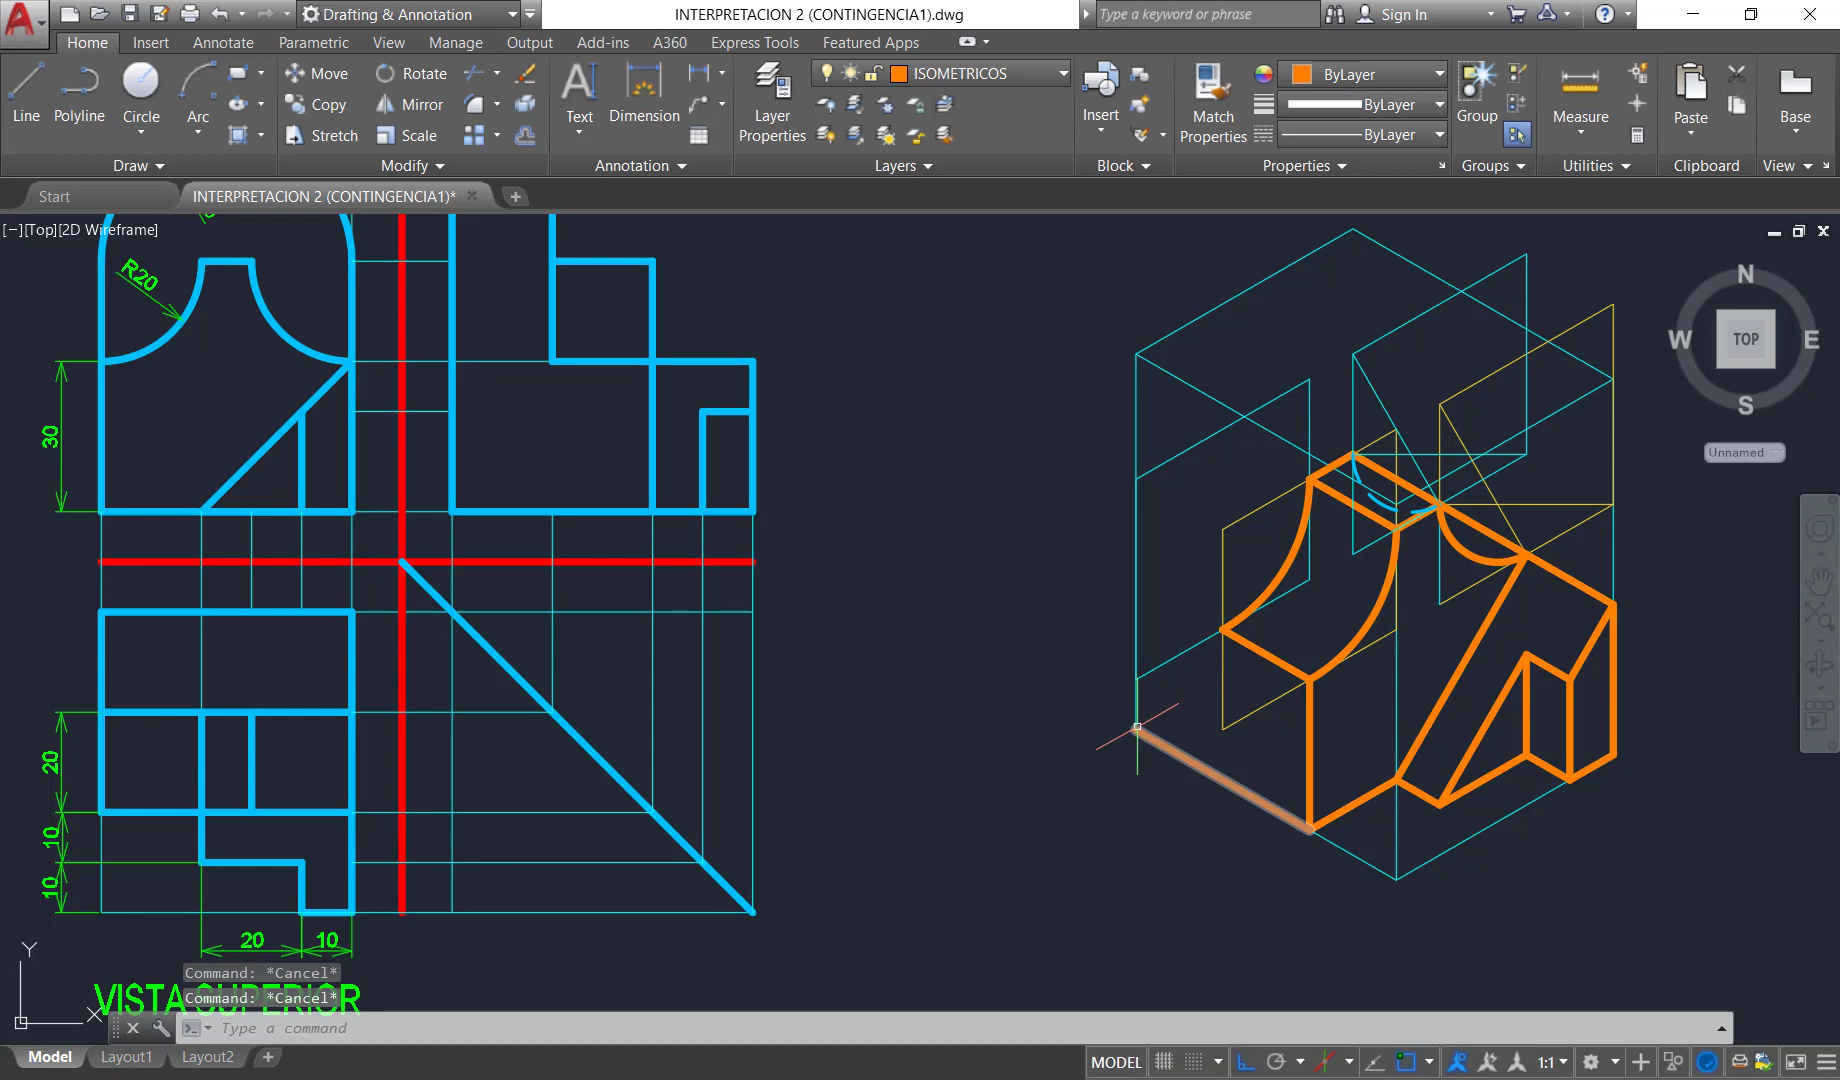 Drafting & Annotation
INTERPRETACION 2 (CONTINGENCIA1).dwg
Type a keyword or phrase
Sign In
Home Insert Annotate Parametric View Manage Output Add-ins A360 Express Tools Featured Apps
Line Polyline Circle Arc
Move Rotate
Copy Mirror
Stretch Scale
Text Dimension
Layer Properties
ISOMETRICOS
Insert
Match Properties
ByLayer
ByLayer
ByLayer
Group
Measure
Paste
Base
Draw Modify Annotation Layers Block Properties Groups Utilities Clipboard View
Start
INTERPRETACION 2 (CONTINGENCIA1)*
[−][Top][2D Wireframe]
R20
30
20
10
10
20 10
VISTA SUPERIOR
N
W TOP E
S
Unnamed
Y
X
Command: *Cancel*
Command: *Cancel*
Type a command
Model Layout1 Layout2
MODEL
1:1